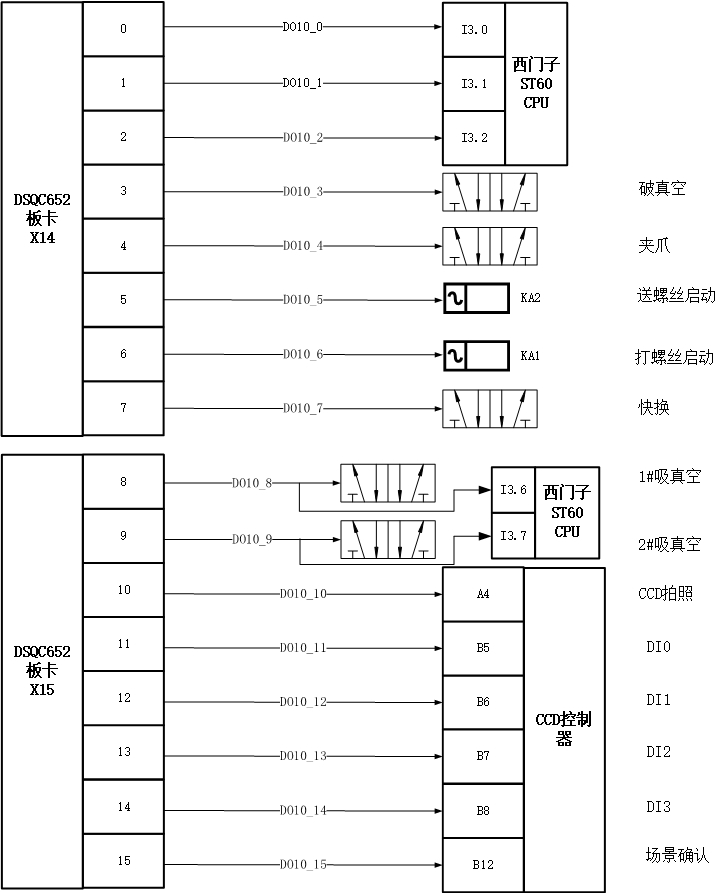 DSQC652
板卡
X14
0
DO10_0
I3.0
1
DO10_1
I3.1
2
DO10_2
I3.2
西门子
ST60
CPU
3
DO10_3
破真空
4
DO10_4
夹爪
5
DO10_5
KA2
送螺丝启动
6
DO10_6
KA1
打螺丝启动
7
DO10_7
快换
DSQC652
板卡
X15
8
DO10_8
I3.6
1#吸真空
9
DO10_9
I3.7
2#吸真空
西门子
ST60
CPU
10
DO10_10
A4
CCD拍照
11
DO10_11
B5
DI0
12
DO10_12
B6
DI1
13
DO10_13
B7
DI2
14
DO10_14
B8
DI3
15
DO10_15
B12
场景确认
CCD控制
器